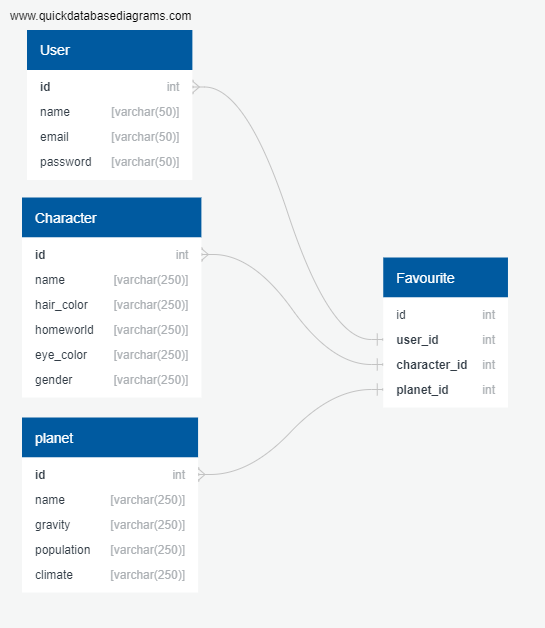 www.quickdatabasediagrams.com
User
id int
name [varchar(50)]
email [varchar(50)]
password [varchar(50)]
Character
id int
name [varchar(250)]
hair_color [varchar(250)]
homeworld [varchar(250)]
eye_color [varchar(250)]
gender [varchar(250)]
planet
id int
name [varchar(250)]
gravity [varchar(250)]
population [varchar(250)]
climate [varchar(250)]
Favourite
id int
user_id int
character_id int
planet_id int